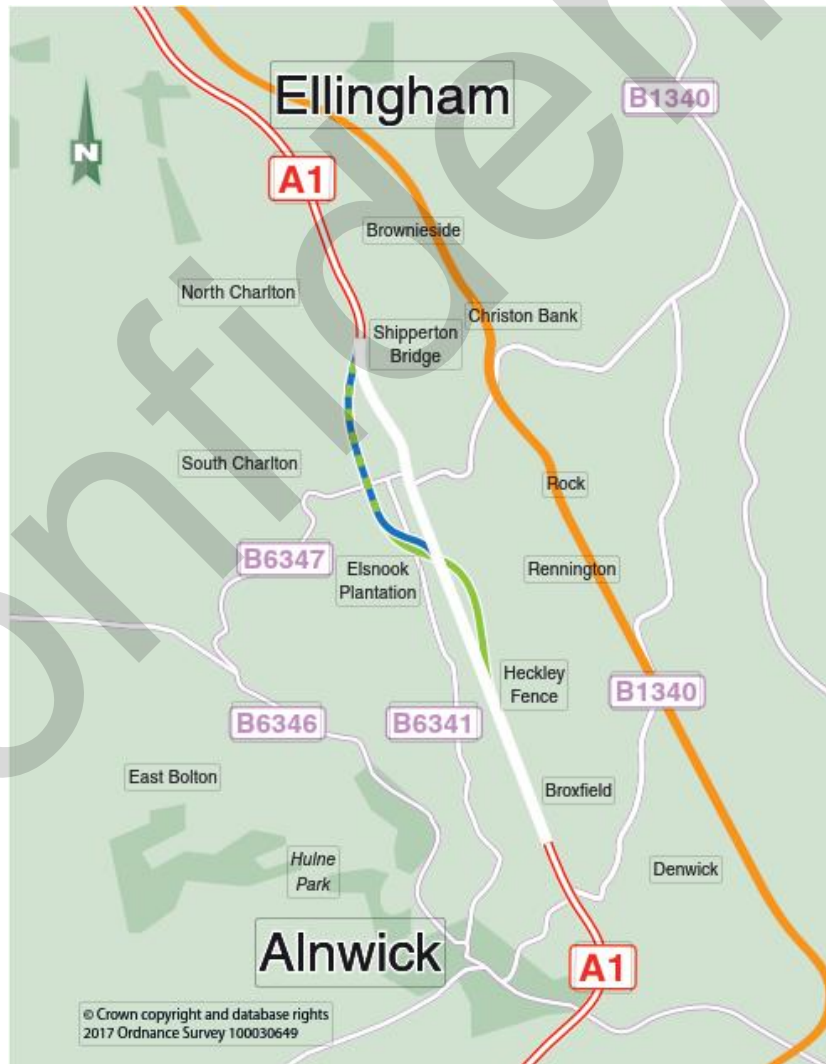 Ellingham
B1340
N
A1
Brownieside
North Charlton
Christon Bank
Shipperton
Bridge
South Charlton
Rock
B6347
Elsnook
Plantation
Rennington
Heckley
Fence
B1340
B6346
B6341
East Bolton
Broxfield
Hulne
Park
Denwick
Alnwick
A1
© Crown copyright and database rights
2017 Ordnance Survey 100030649
onfiden